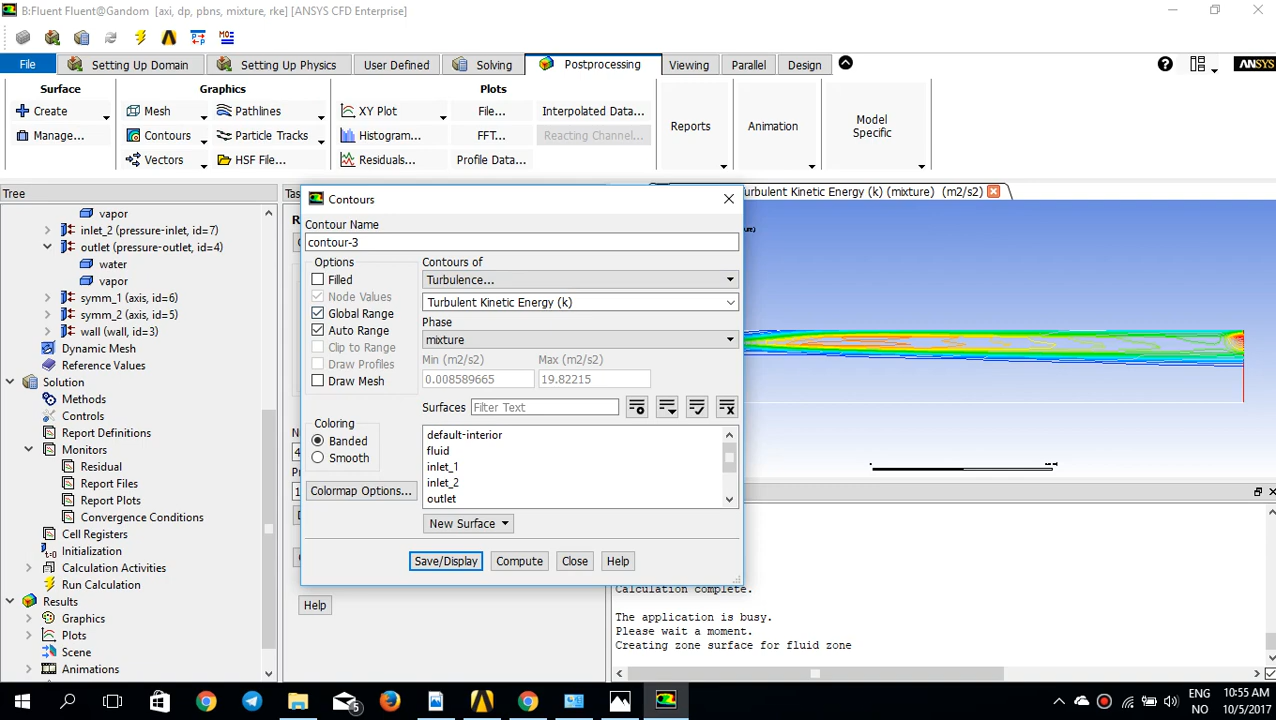 B:Fluent Fluent@Gandom [axi, dp, pbns, mixture, rke] [ANSYS CFD Enterprise]
File
Setting Up Domain
Setting Up Physics
User Defined
Solving
Postprocessing
Viewing
Parallel
Design
ANSYS
Surface
Graphics
Plots
Create
Mesh
Pathlines
XY Plot
File...
Interpolated Data...
Manage...
Contours
Particle Tracks
Histogram...
FFT...
Reacting Channel...
Vectors
HSF File...
Residuals...
Profile Data...
Reports
Animation
Model
Specific
Tree
vapor
inlet_2 (pressure-inlet, id=7)
outlet (pressure-outlet, id=4)
water
vapor
symm_1 (axis, id=6)
symm_2 (axis, id=5)
wall (wall, id=3)
Dynamic Mesh
Reference Values
Solution
Methods
Controls
Report Definitions
Monitors
Residual
Report Files
Report Plots
Convergence Conditions
Cell Registers
Initialization
Calculation Activities
Run Calculation
Results
Graphics
Plots
Scene
Animations
Help
Contours
Contour Name
contour-3
Options
Filled
Node Values
Global Range
Auto Range
Clip to Range
Draw Profiles
Draw Mesh
Coloring
Banded
Smooth
Colormap Options...
Contours of
Turbulence...
Turbulent Kinetic Energy (k)
Phase
mixture
Min (m2/s2)
Max (m2/s2)
0.008589665
19.82215
Surfaces
Filter Text
default-interior
fluid
inlet_1
inlet_2
outlet
New Surface
Save/Display
Compute
Close
Help
Turbulent Kinetic Energy (k) (mixture) (m2/s2)
Calculation complete.
The application is busy.
Please wait a moment.
Creating zone surface for fluid zone
5
ENG
NO
10:55 AM
10/5/2017